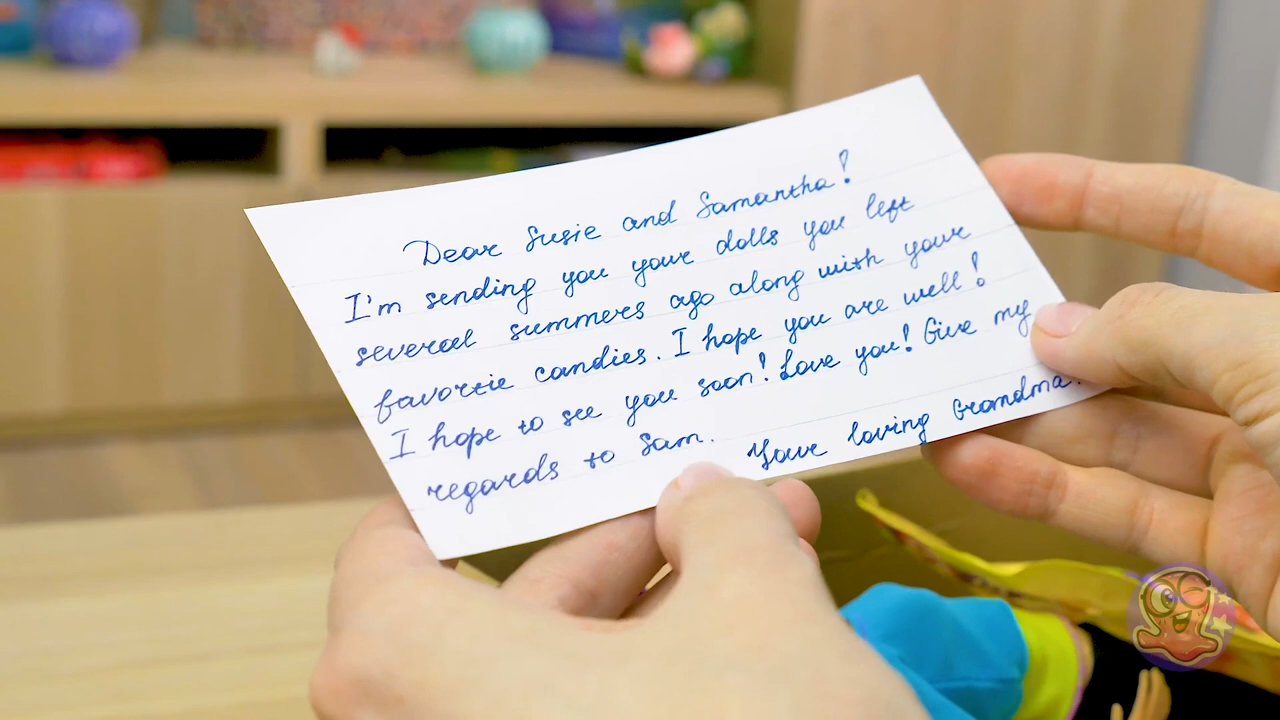 Dear Susie and Samantha!
I'm sending you your dolls you left
several summers ago along with your
favortie candies. I hope you are well!
I hope to see you soon! Love you! Give my
regards to Sam.
Your loving Grandma.